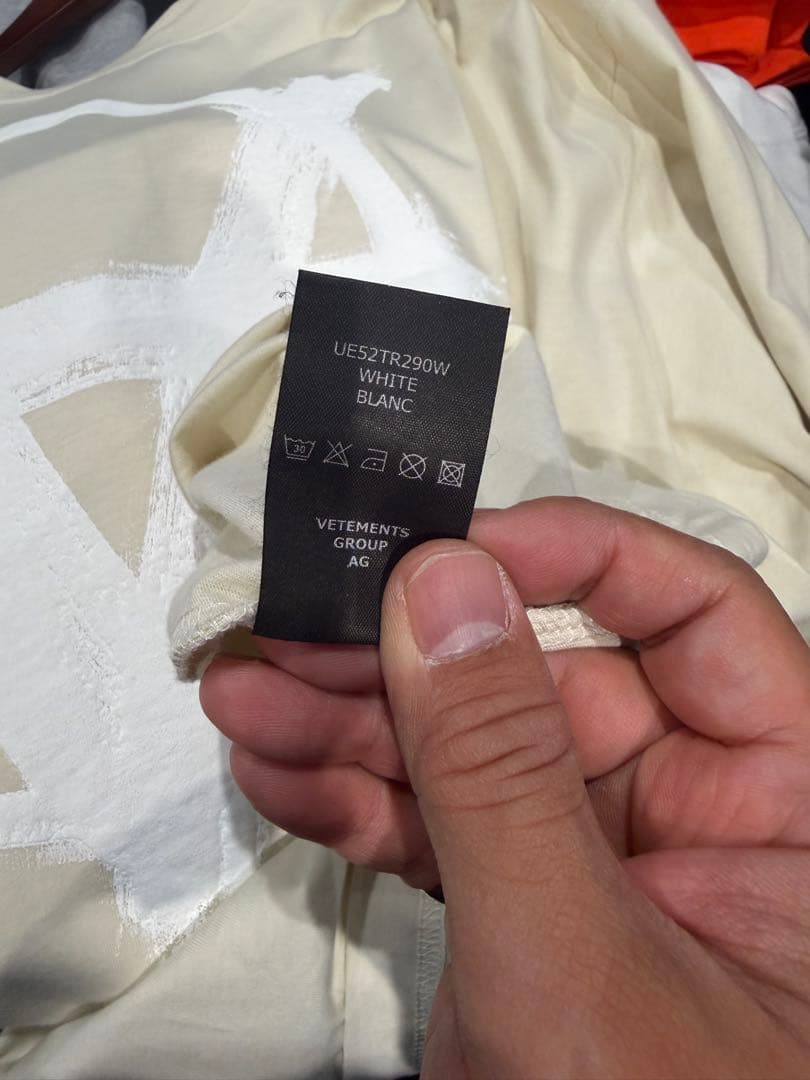 UE52TR290W
WHITE
BLANC
30
VETEMENTS
GROUP
AG